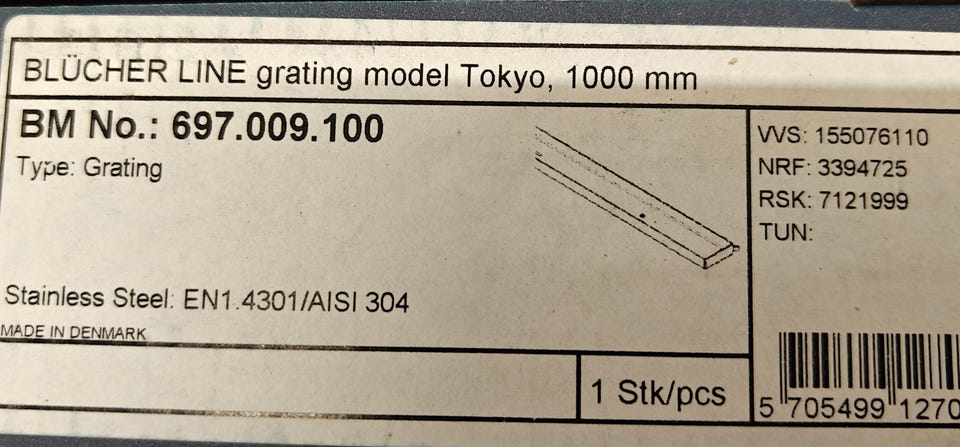 BLÜCHER LINE grating model Tokyo, 1000 mm
BM No.: 697.009.100
Type: Grating
Stainless Steel: EN1.4301/AISI 304
MADE IN DENMARK
1 Stk/pcs
VVS: 155076110
NRF: 3394725
RSK: 7121999
TUN:
5 705499 1270